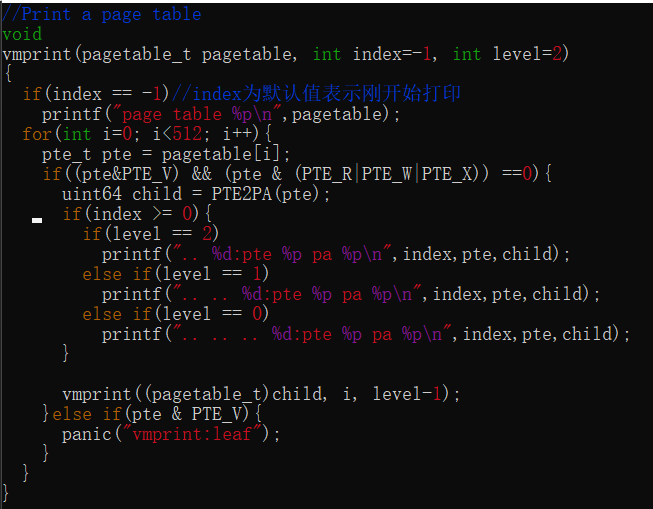 //Print a page table
void
vmprint(pagetable_t pagetable, int index=-1, int level=2)
{
  if(index == -1)//index为默认值表示刚开始打印
    printf("page table %p\n",pagetable);
  for(int i=0; i<512; i++){
    pte_t pte = pagetable[i];
    if((pte&PTE_V) && (pte & (PTE_R|PTE_W|PTE_X)) ==0){
      uint64 child = PTE2PA(pte);
      if(index >= 0){
        if(level == 2)
          printf(".. %d:pte %p pa %p\n",index,pte,child);
        else if(level == 1)
          printf(".. .. %d:pte %p pa %p\n",index,pte,child);
        else if(level == 0)
          printf(".. .. .. %d:pte %p pa %p\n",index,pte,child);
      }

      vmprint((pagetable_t)child, i, level-1);
    }else if(pte & PTE_V){
      panic("vmprint:leaf");
    }
  }
}